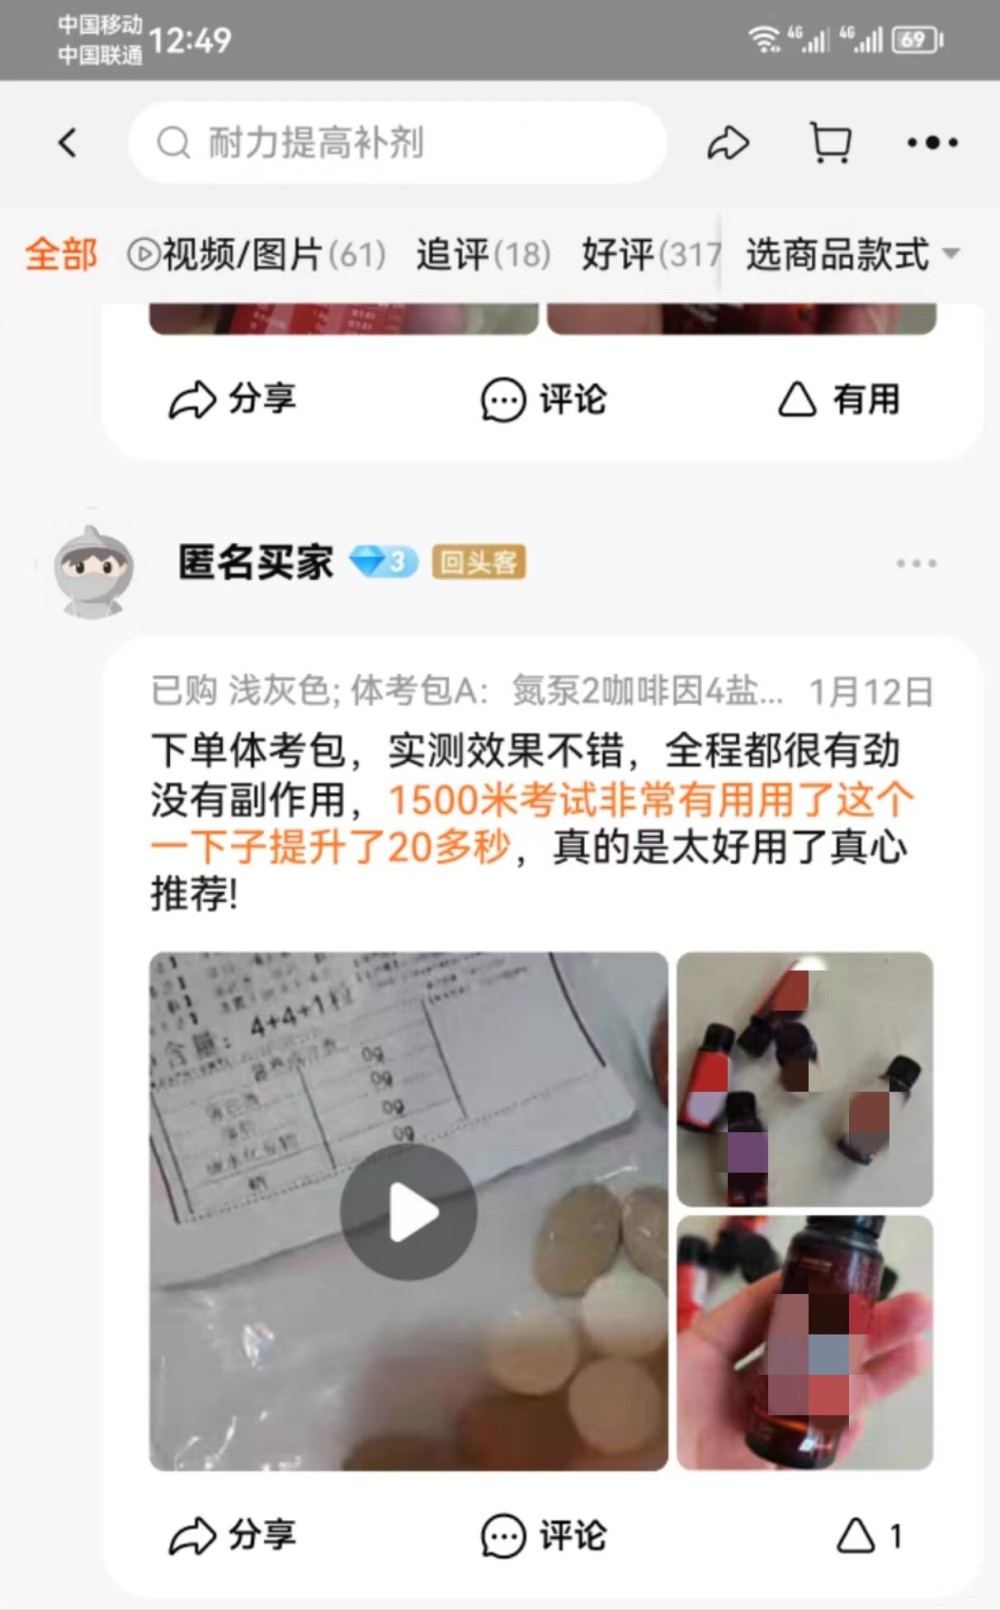 中国移动
中国联通
12:49
4G
4G
69
耐力提高补剂
全部 视频/图片(61) 追评(18) 好评(317 选商品款式
分享 评论 有用
匿名买家 3 回头客
已购 浅灰色; 体考包A: 氮泵2咖啡因4盐... 1月12日
下单体考包，实测效果不错，全程都很有劲
没有副作用，1500米考试非常有用用了这个
一下子提升了20多秒，真的是太好用了真心
推荐!
4+4+1粒
含量:
0g
0g
0g
0g
糖
分享 评论 1